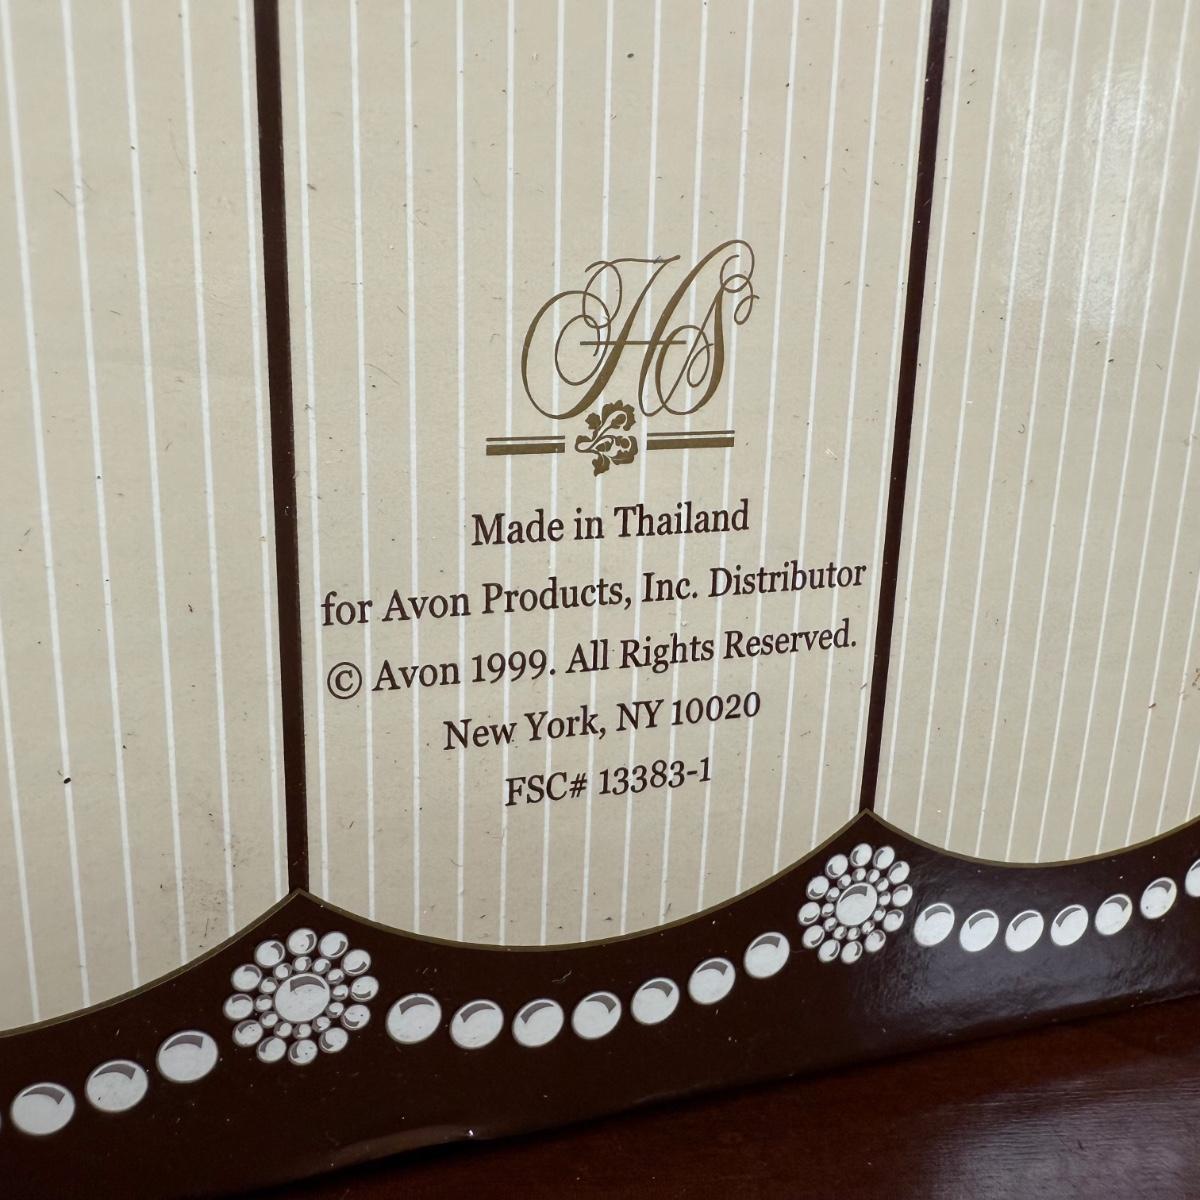 HS
Made in Thailand
for Avon Products, Inc. Distributor
© Avon 1999. All Rights Reserved.
New York, NY 10020
FSC# 13383-1